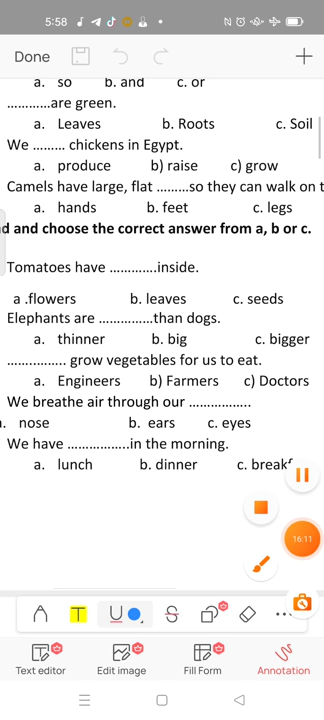 5:58
Done
a. so b. and c. or
…………are green.
a. Leaves b. Roots c. Soil
We ……… chickens in Egypt.
a. produce b) raise c) grow
Camels have large, flat ………so they can walk on t
a. hands b. feet c. legs
d and choose the correct answer from a, b or c.
Tomatoes have ………….inside.
a .flowers b. leaves c. seeds
Elephants are ……………than dogs.
a. thinner b. big c. bigger
……..……… grow vegetables for us to eat.
a. Engineers b) Farmers c) Doctors
We breathe air through our ……………..
. nose b. ears c. eyes
We have ……………..in the morning.
a. lunch b. dinner c. breakf
16:11
T U S
Text editor Edit image Fill Form Annotation